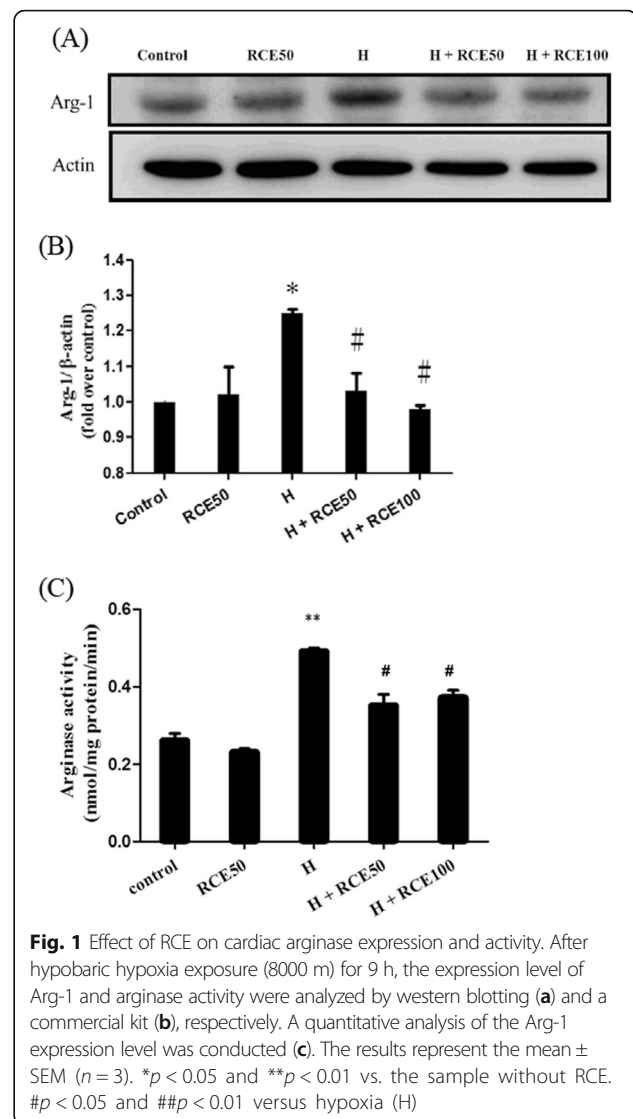 (A)
Control RCE50 H H + RCE50 H + RCE100
Arg-1
Actin
(B)
Arg-1/β-actin
(fold over control)
1.4
1.3
1.2
1.1
1.0
0.9
0.8
*
#
#
Control RCE50 H H + RCE50 H + RCE100
(C)
Arginase activity
(nmol/mg protein/min)
0.6
0.4
0.2
0.0
**
#
#
control RCE50 H H + RCE50 H + RCE100
Fig. 1 Effect of RCE on cardiac arginase expression and activity. After
hypobaric hypoxia exposure (8000 m) for 9 h, the expression level of
Arg-1 and arginase activity were analyzed by western blotting (a) and a
commercial kit (b), respectively. A quantitative analysis of the Arg-1
expression level was conducted (c). The results represent the mean ±
SEM (n = 3). *p < 0.05 and **p < 0.01 vs. the sample without RCE.
#p < 0.05 and ##p < 0.01 versus hypoxia (H)